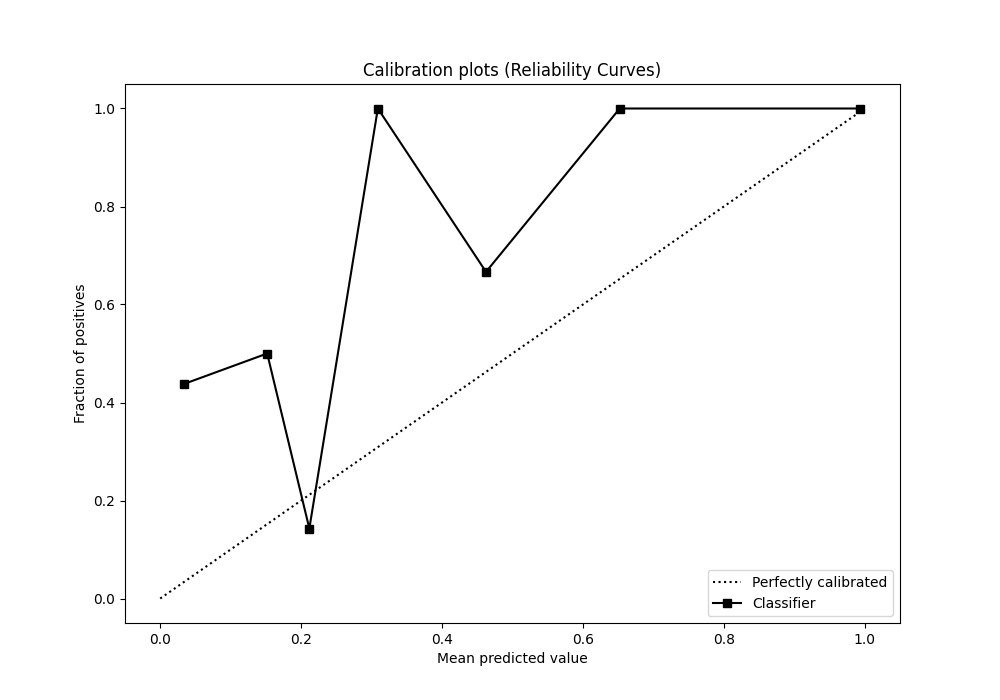 Calibration plots (Reliability Curves)
1.0
0.8
0.6
0.4
0.2
0.0
Fraction of positives
0.0 0.2 0.4 0.6 0.8 1.0
Mean predicted value
Perfectly calibrated
Classifier